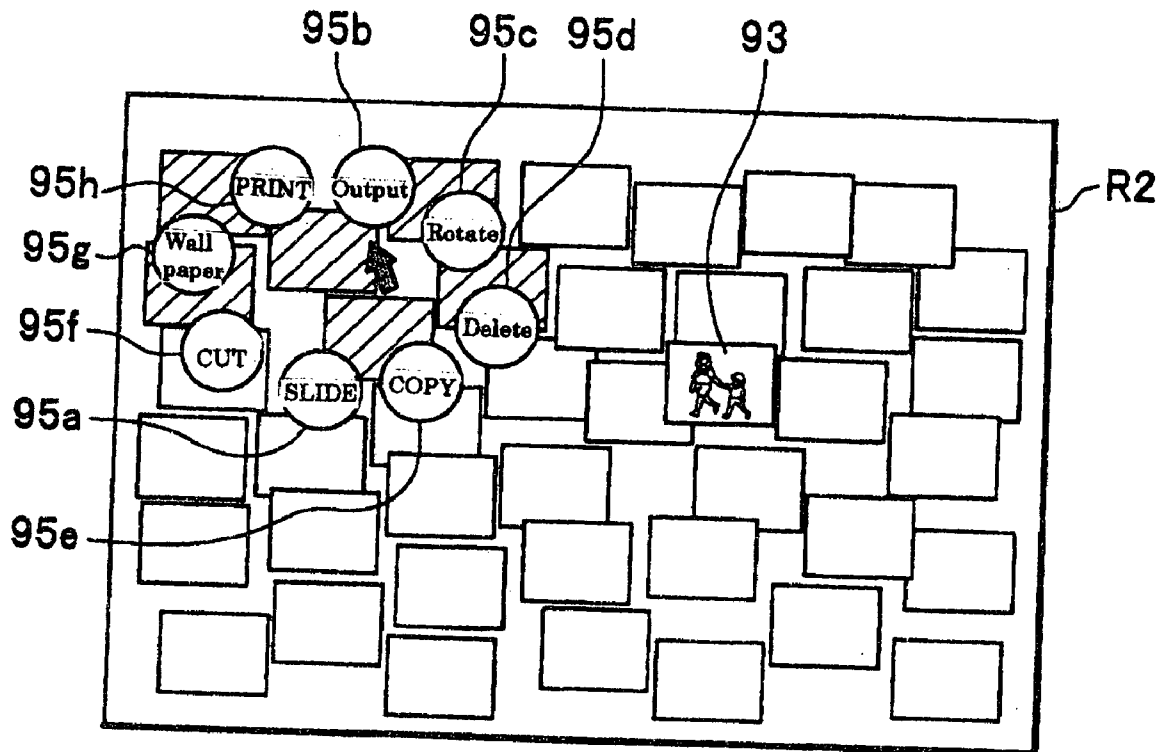 95b
95c
95d
93
95h
PRINT
Output
R2
95g
Wall
paper
Rotate
95f
CUT
Delete
SLIDE
COPY
95a
95e